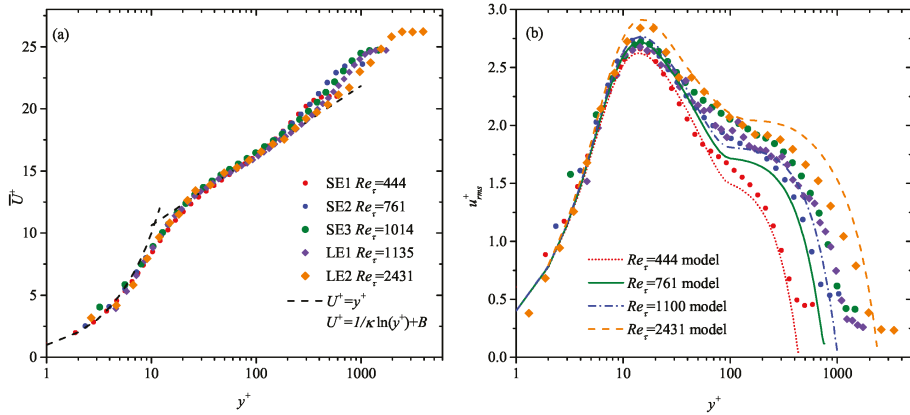 (a)
25
20
15
10
5
0
1
10
100
1000
U⁺
y⁺
SE1 Reτ=444
SE2 Reτ=761
SE3 Reτ=1014
LE1 Reτ=1135
LE2 Reτ=2431
U⁺=y⁺
U⁺=1/κ ln(y⁺)+B
(b)
3.0
2.5
2.0
1.5
1.0
0.5
0.0
1
10
100
1000
u⁺rms
y⁺
Reτ=444 model
Reτ=761 model
Reτ=1100 model
Reτ=2431 model